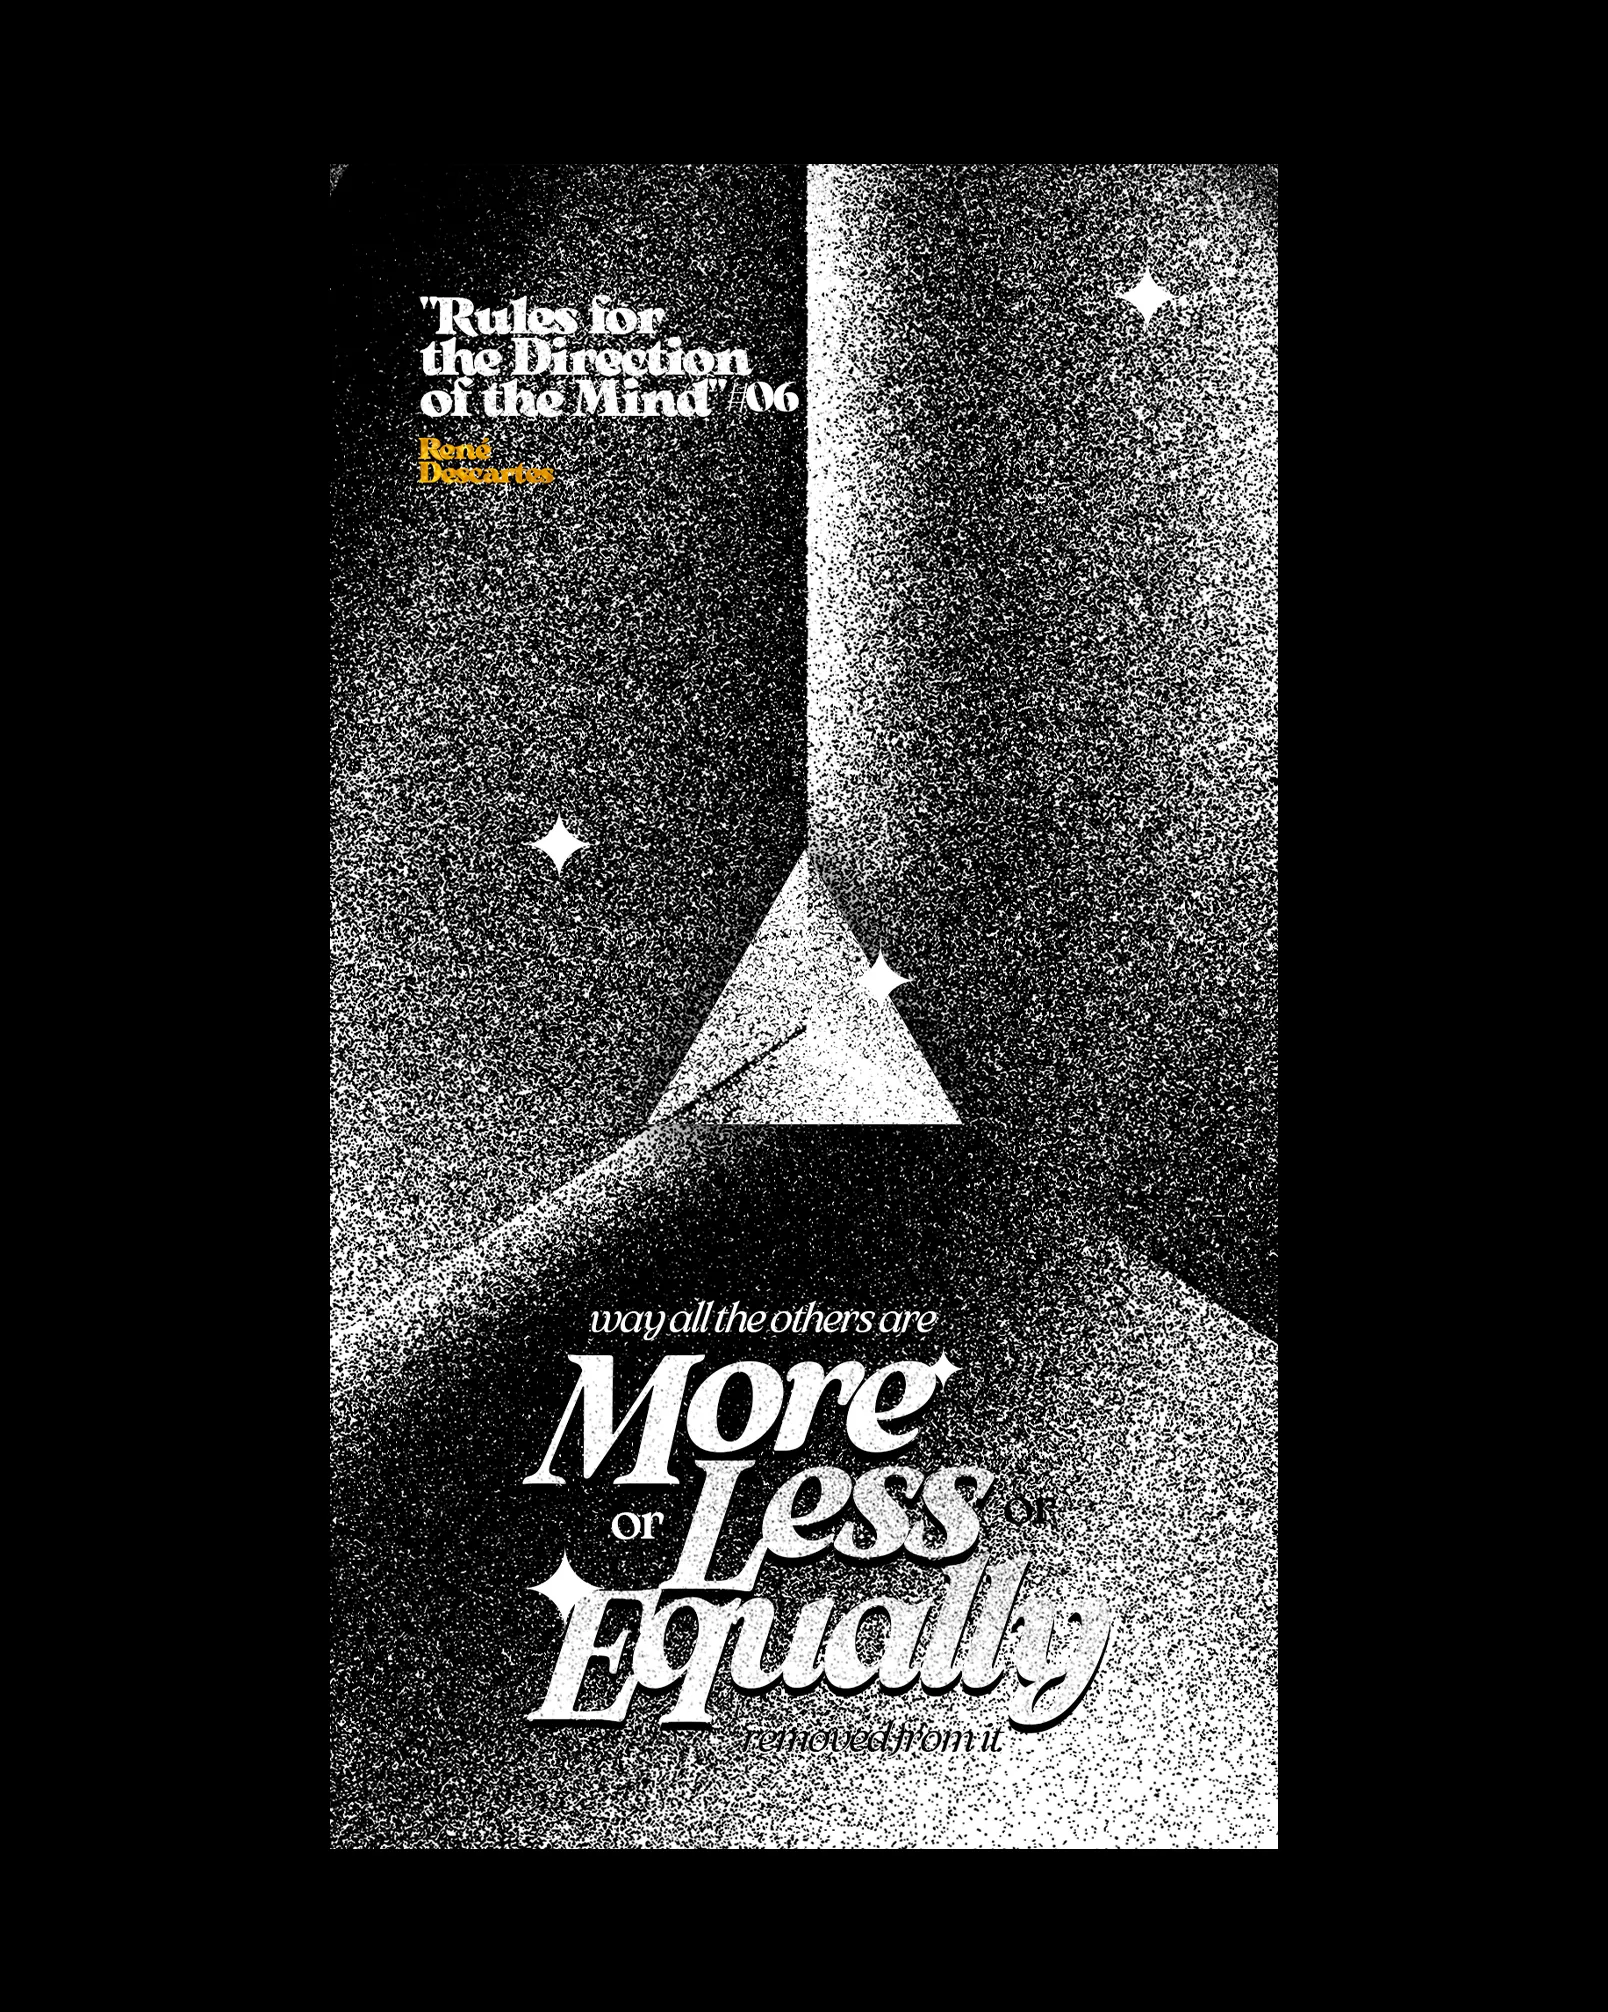 "Rules for
the Direction
of the Mind" #06
René
Descartes
way all the others are
More
or Less or
Equally
removed from it